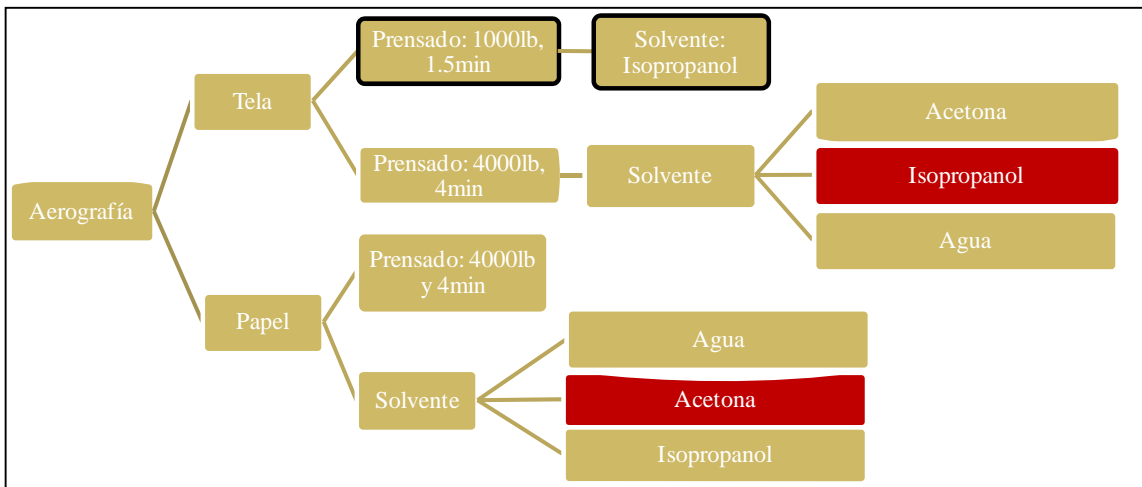 Prensado: 1000lb,
1.5min
Solvente:
Isopropanol
Tela
Acetona
Prensado: 4000lb,
4min
Solvente
Isopropanol
Agua
Aerografía
Prensado: 4000lb
y 4min
Papel
Agua
Solvente
Acetona
Isopropanol